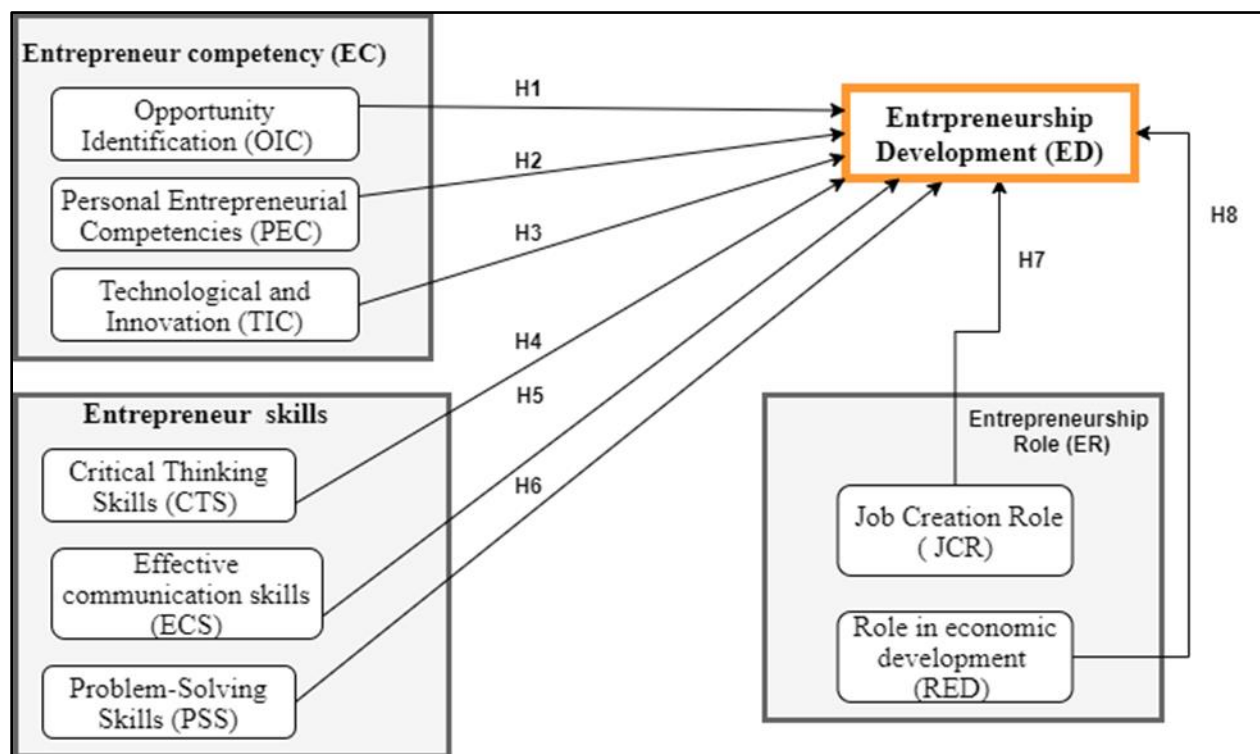 Entrepreneur competency (EC)
Opportunity
Identification (OIC)
Personal Entrepreneurial
Competencies (PEC)
Technological and
Innovation (TIC)
H1
H2
H3
H4
H5
H6
Entrpreneurship
Development (ED)
H7
H8
Entrepreneur skills
Critical Thinking
Skills (CTS)
Effective
communication skills
(ECS)
Problem-Solving
Skills (PSS)
Entrepreneurship
Role (ER)
Job Creation Role
( JCR)
Role in economic
development
(RED)